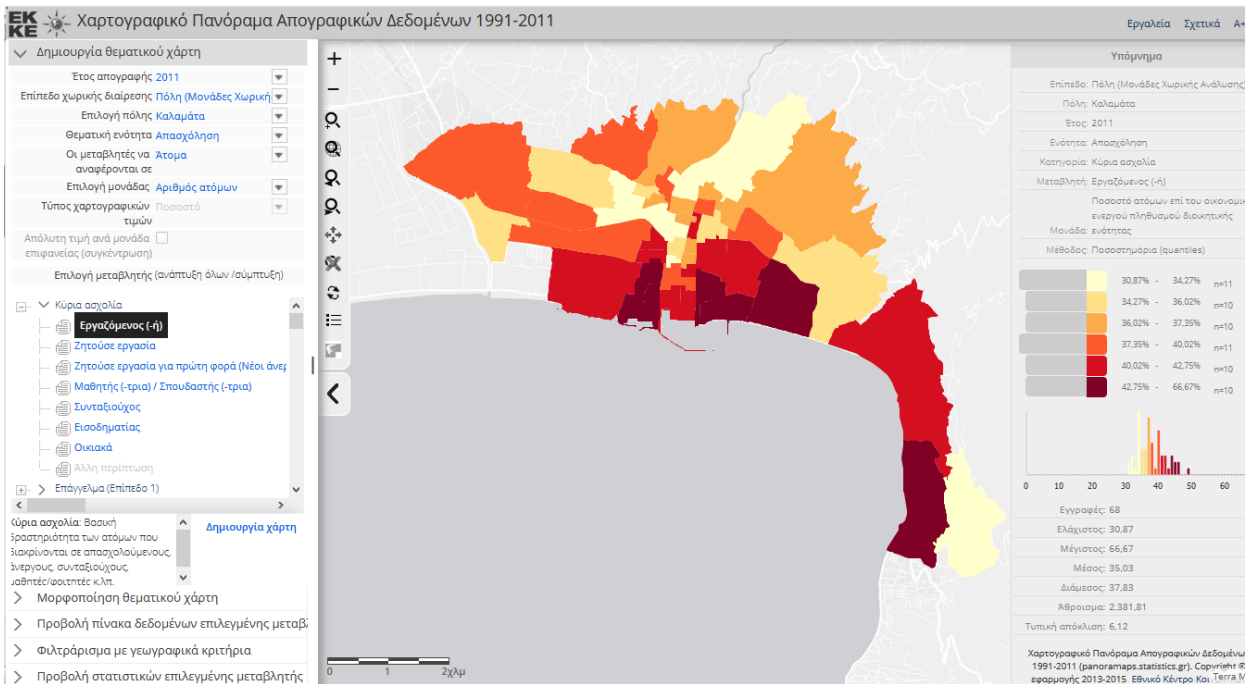 ΕΚ
ΚΕ
Χαρτογραφικό Πανόραμα Απογραφικών Δεδομένων 1991-2011
Εργαλεία Σχετικά A+
Δημιουργία θεματικού χάρτη
Έτος απογραφής 2011
Επίπεδο χωρικής διαίρεσης Πόλη (Μονάδες Χωρική
Επιλογή πόλης Καλαμάτα
Θεματική ενότητα Απασχόληση
Οι μεταβλητές να Άτομα
αναφέρονται σε
Επιλογή μονάδας Αριθμός ατόμων
Τύπος χαρτογραφικών Ποσοστό
τιμών
Απόλυτη τιμή ανά μονάδα
επιφανείας (συγκέντρωση)
Επιλογή μεταβλητής (ανάπτυξη όλων /σύμπτυξη)
Κύρια ασχολία
Εργαζόμενος (-ή)
Ζητούσε εργασία
Ζητούσε εργασία για πρώτη φορά (Νέοι άνερ
Μαθητής (-τρια) / Σπουδαστής (-τρια)
Συνταξιούχος
Εισοδηματίας
Οικιακά
Άλλη περίπτωση
Επάγγελμα (Επίπεδο 1)
Κύρια ασχολία: Βασική
δραστηριότητα των ατόμων που
διακρίνονται σε απασχολούμενους,
άνεργους, συνταξιούχους,
μαθητές/φοιτητές κ.λπ.
Δημιουργία χάρτη
Μορφοποίηση θεματικού χάρτη
Προβολή πίνακα δεδομένων επιλεγμένης μεταβλ
Φιλτράρισμα με γεωγραφικά κριτήρια
Προβολή στατιστικών επιλεγμένης μεταβλητής
0 1 2χλμ
Υπόμνημα
Επίπεδο: Πόλη (Μονάδες Χωρικής Ανάλυσης)
Πόλη: Καλαμάτα
Έτος: 2011
Ενότητα: Απασχόληση
Κατηγορία: Κύρια ασχολία
Μεταβλητή: Εργαζόμενος (-ή)
Ποσοστό ατόμων επί του οικονομικ
ενεργού πληθυσμού διοικητικής
Μονάδα: ενότητας
Μέθοδος: Ποσοστημόρια (quantiles)
30,87% - 34,27% n=11
34,27% - 36,02% n=10
36,02% - 37,35% n=10
37,35% - 40,02% n=11
40,02% - 42,75% n=10
42,75% - 66,67% n=10
0 10 20 30 40 50 60
Εγγραφές: 68
Ελάχιστος: 30,87
Μέγιστος: 66,67
Μέσος: 35,03
Διάμεσος: 37,83
Άθροισμα: 2.381,81
Τυπική απόκλιση: 6,12
Χαρτογραφικό Πανόραμα Απογραφικών Δεδομένω
1991-2011 (panoramaps.statistics.gr). Copyright ©
εφαρμογής 2013-2015 Εθνικό Κέντρο Κοι Terra M